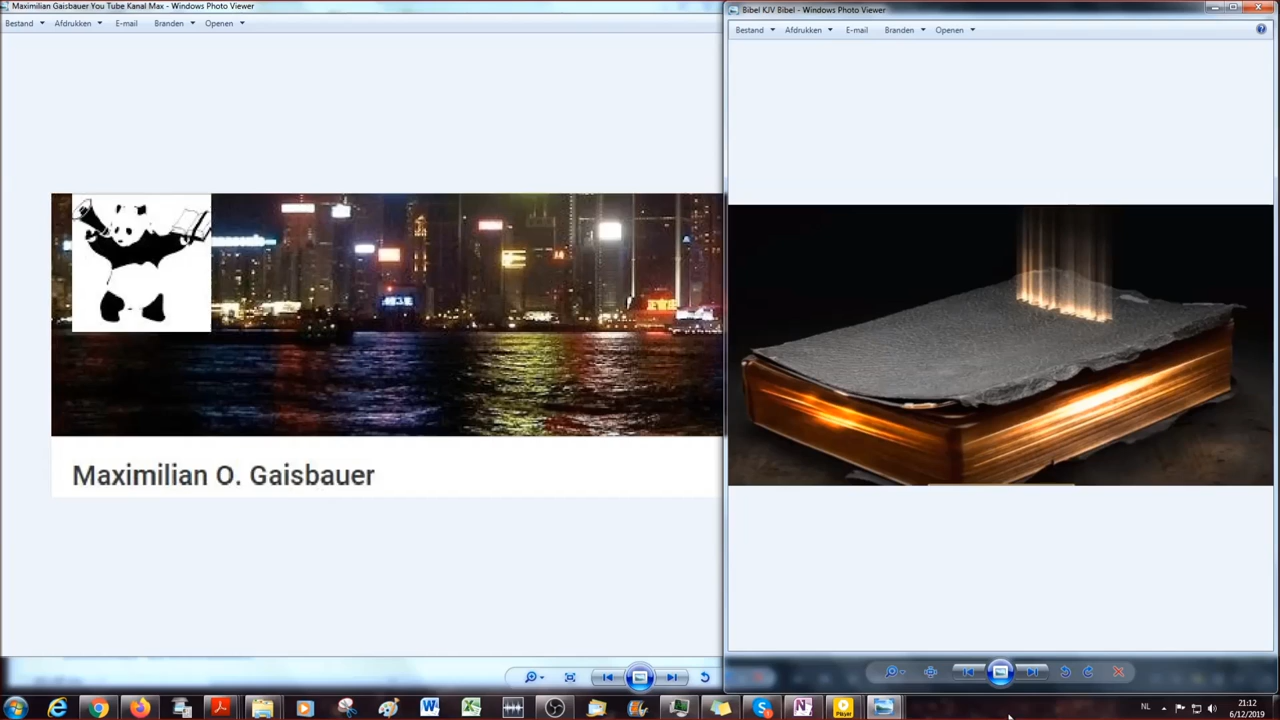 Maximilian Gaisbauer You Tube Kanal Max - Windows Photo Viewer
Bestand Afdrukken E-mail Branden Openen
Maximilian O. Gaisbauer
Bibel KJV Bibel - Windows Photo Viewer
Bestand Afdrukken E-mail Branden Openen
NL
21:12
6/12/2019
Player